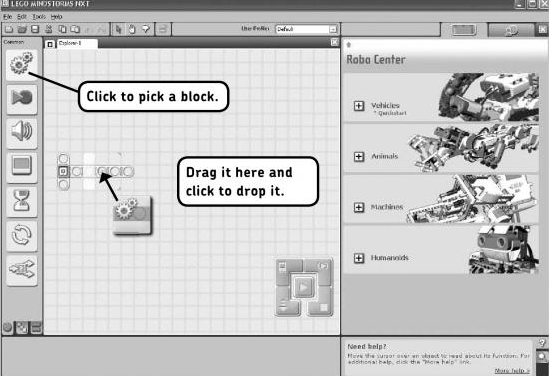 LEGO MINDSTORMS NXT
File Edit Tools Help
User Profile: Default
Common
Explorer-1
Click to pick a block.
Drag it here and
click to drop it.
Robo Center
Vehicles
* Quickstart
Animals
Machines
Humanoids
Need help?
Move the cursor over an object to read about its function. For
additional help, click the "More help" link.
More help >